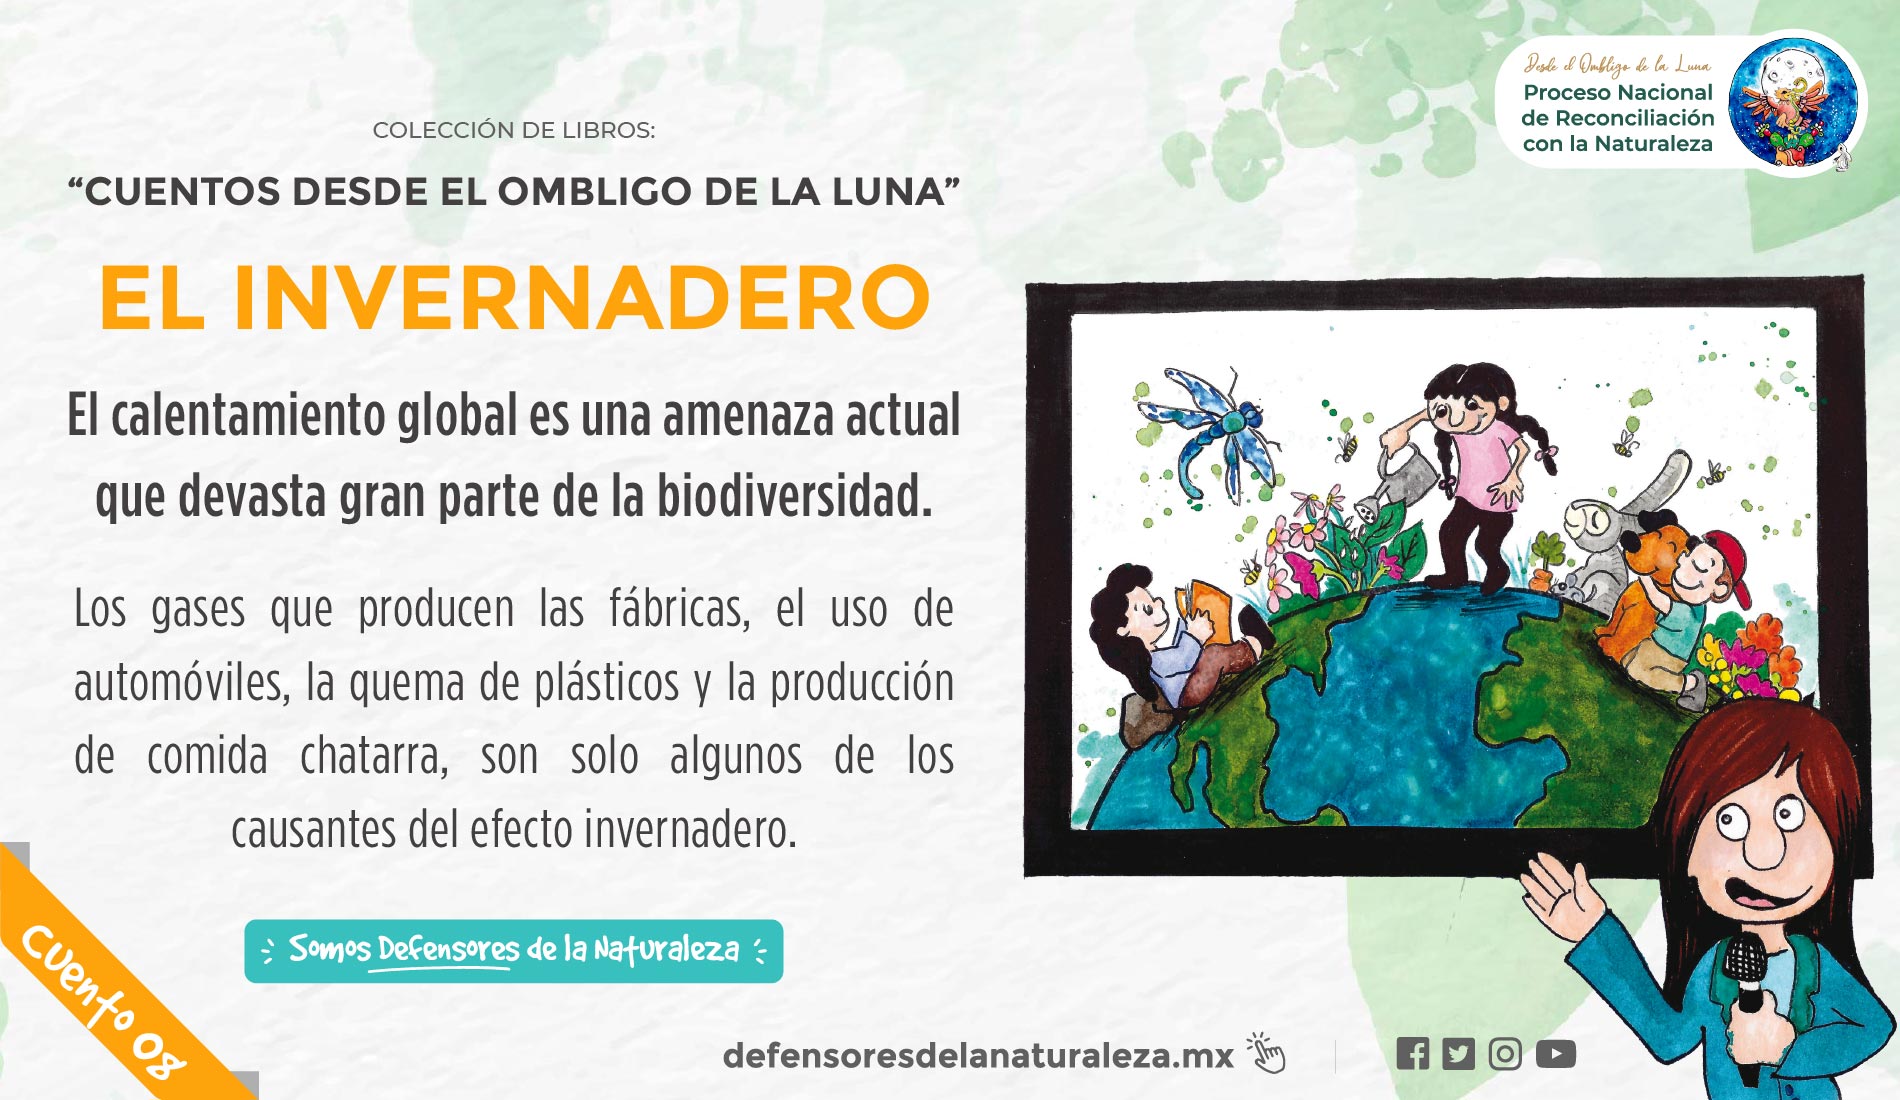 Desde el Ombligo de la Luna
Proceso Nacional
de Reconciliación
con la Naturaleza
COLECCIÓN DE LIBROS:
“CUENTOS DESDE EL OMBLIGO DE LA LUNA”
EL INVERNADERO
El calentamiento global es una amenaza actual
que devasta gran parte de la biodiversidad.
Los gases que producen las fábricas, el uso de
automóviles, la quema de plásticos y la producción
de comida chatarra, son solo algunos de los
causantes del efecto invernadero.
Somos Defensores de la Naturaleza
Cuento 08
defensoresdelanaturaleza.mx